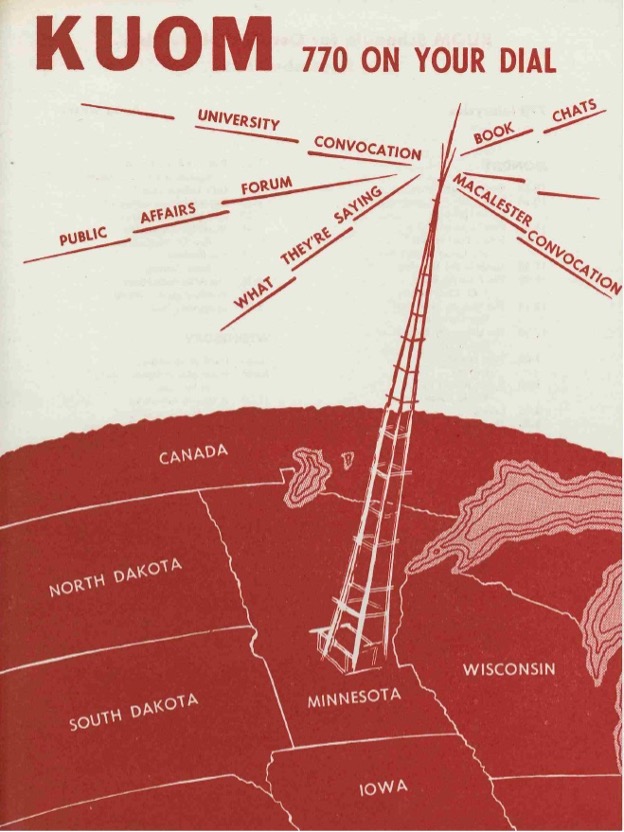 KUOM 770 ON YOUR DIAL
UNIVERSITY CONVOCATION
BOOK CHATS
PUBLIC AFFAIRS FORUM
WHAT THEY'RE SAYING
MACALESTER CONVOCATION
CANADA
NORTH DAKOTA
SOUTH DAKOTA
MINNESOTA
WISCONSIN
IOWA